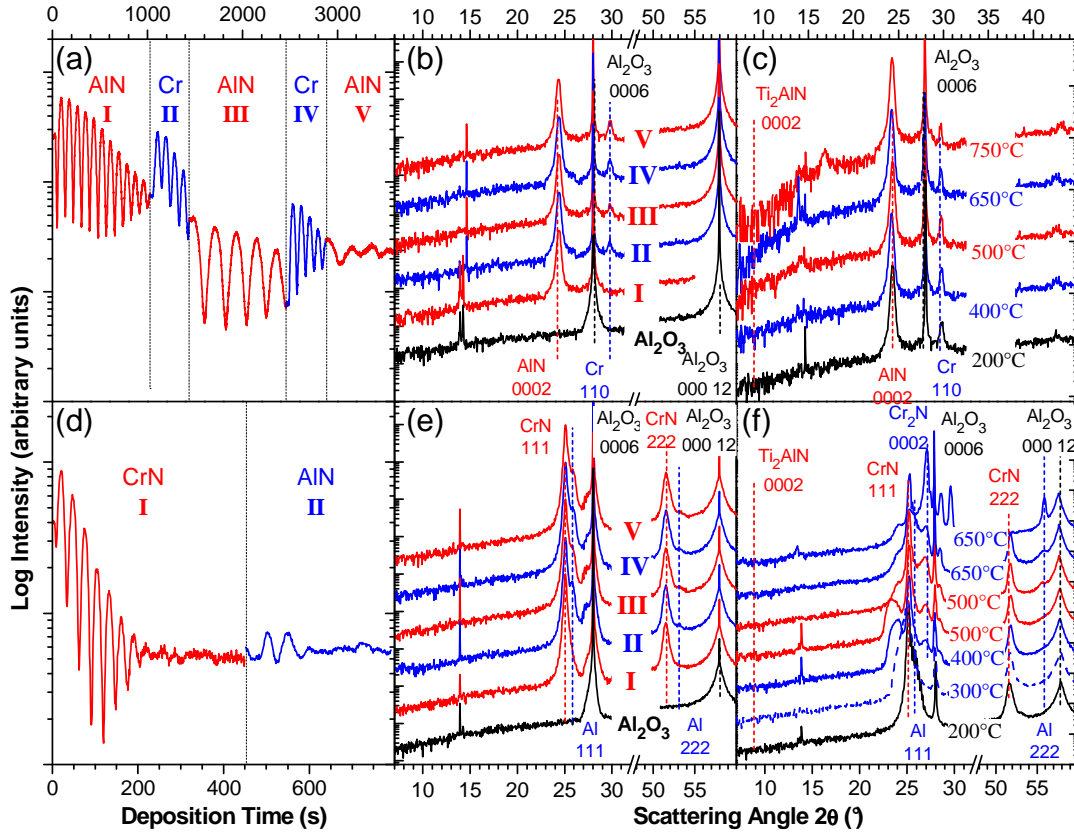 0 1000 2000 3000 10 15 20 25 30 50 55 10 15 20 25 30 35 40
(a)
AlN Cr AlN Cr AlN
I II III IV V
(b)
Al2O3
0006
V
IV
III
II
I
Al2O3
AlN
0002
Cr
110
Al2O3
000 12
(c)
Ti2AlN
0002
Al2O3
0006
750°C
650°C
500°C
400°C
200°C
AlN
0002
Cr
110
(d)
CrN
I
AlN
II
(e)
CrN
111
Al2O3
0006
CrN
222
Al2O3
000 12
V
IV
III
II
I
Al2O3
Al
111
Al
222
(f)
Ti2AlN
0002
CrN
111
Cr2N
0002
Al2O3
0006
Al2O3
000 12
CrN
222
650°C
650°C
500°C
500°C
400°C
300°C
200°C
Al
111
Al
222
0 200 400 600 10 15 20 25 30 50 55 10 15 20 25 30 50 55
Log Intensity (arbitrary units)
Deposition Time (s)
Scattering Angle 2θ (°)